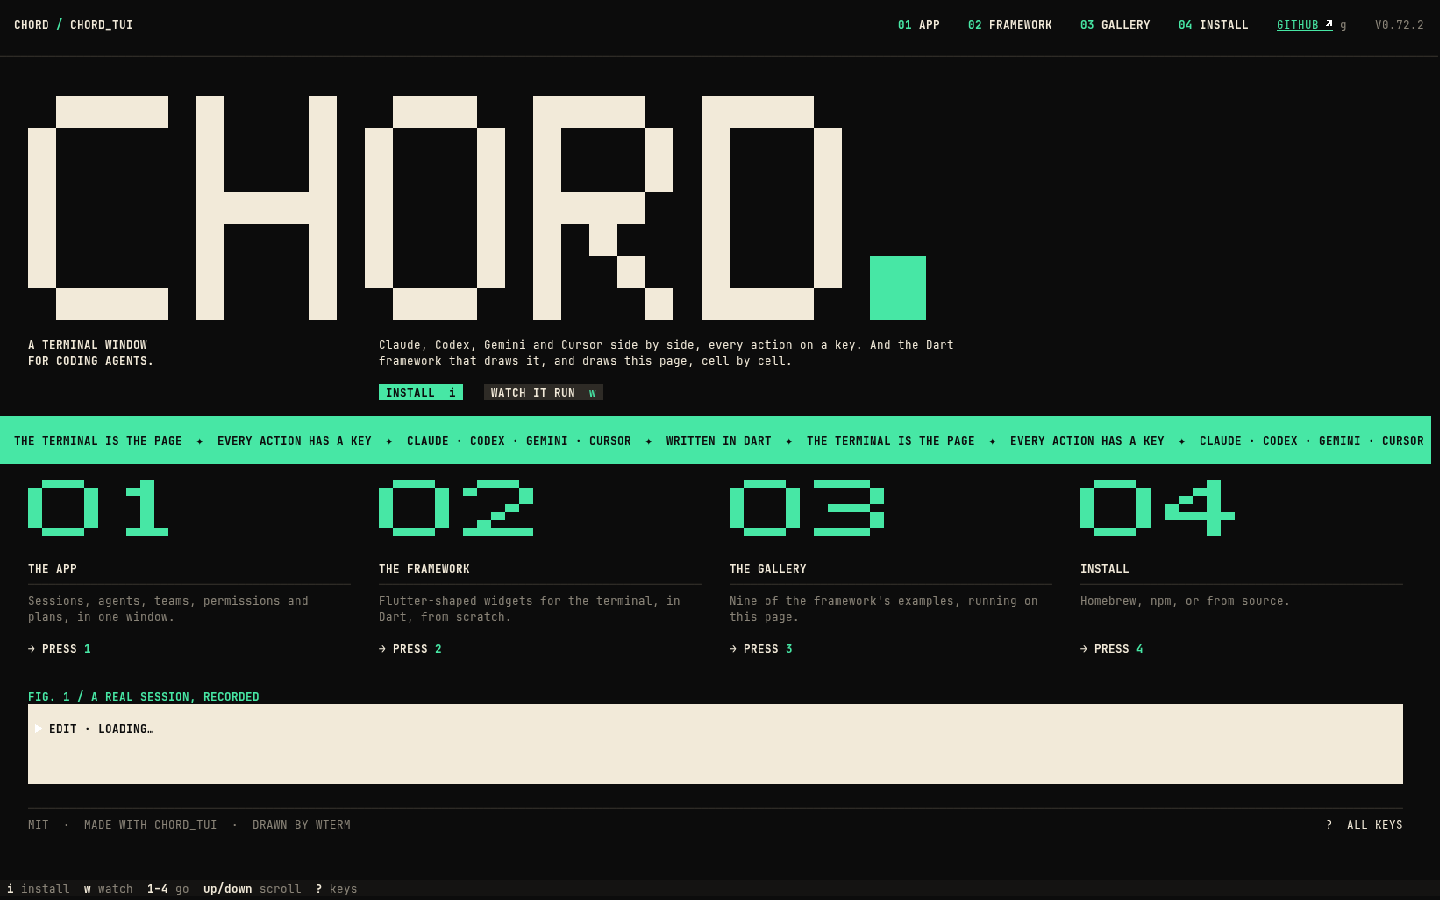 CHORD / CHORD_TUI
01 APP 02 FRAMEWORK 03 GALLERY 04 INSTALL GITHUB ↗ g V0.72.2
CHORD.
A TERMINAL WINDOW
FOR CODING AGENTS.
Claude, Codex, Gemini and Cursor side by side, every action on a key. And the Dart
framework that draws it, and draws this page, cell by cell.
INSTALL i WATCH IT RUN w
THE TERMINAL IS THE PAGE ✦ EVERY ACTION HAS A KEY ✦ CLAUDE · CODEX · GEMINI · CURSOR ✦ WRITTEN IN DART ✦ THE TERMINAL IS THE PAGE ✦ EVERY ACTION HAS A KEY ✦ CLAUDE · CODEX · GEMINI · CURSOR
01
THE APP
Sessions, agents, teams, permissions and
plans, in one window.
→ PRESS 1
02
THE FRAMEWORK
Flutter-shaped widgets for the terminal, in
Dart, from scratch.
→ PRESS 2
03
THE GALLERY
Nine of the framework's examples, running on
this page.
→ PRESS 3
04
INSTALL
Homebrew, npm, or from source.
→ PRESS 4
FIG. 1 / A REAL SESSION, RECORDED
▶ EDIT · LOADING…
MIT · MADE WITH CHORD_TUI · DRAWN BY WTERM
? ALL KEYS
i install w watch 1-4 go up/down scroll ? keys